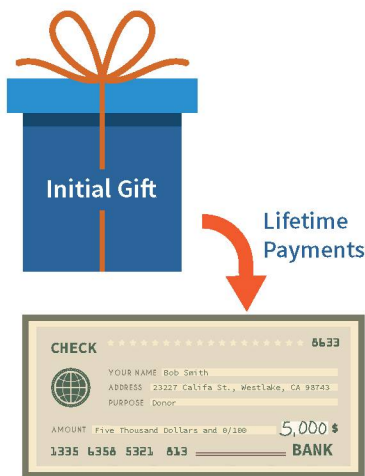 Initial Gift
Lifetime
Payments
CHECK 8633
YOUR NAME Bob Smith
ADDRESS 23227 Califa St., Westlake, CA 98743
PURPOSE Donor
AMOUNT Five Thousand Dollars and 0/100 5,000 $
1335 6358 5321 813 BANK